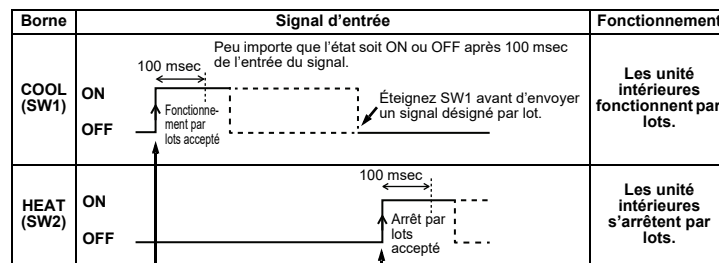 Borne Signal d'entrée Fonctionnement
COOL (SW1)
ON
OFF
100 msec
Peu importe que l'état soit ON ou OFF après 100 msec
de l'entrée du signal.
Fonctionne-
ment par
lots accepté
Éteignez SW1 avant d'envoyer
un signal désigné par lot.
Les unité
intérieures
fonctionnent par
lots.
HEAT
(SW2)
ON
OFF
100 msec
Arrêt par
lots
accepté
Les unité
intérieures
s'arrêtent par
lots.